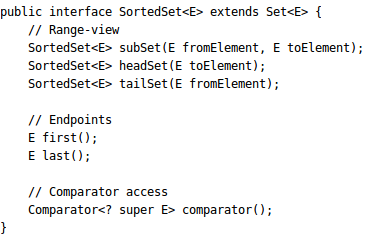 public interface SortedSet<E> extends Set<E> {
    // Range-view
    SortedSet<E> subSet(E fromElement, E toElement);
    SortedSet<E> headSet(E toElement);
    SortedSet<E> tailSet(E fromElement);

    // Endpoints
    E first();
    E last();

    // Comparator access
    Comparator<? super E> comparator();
}